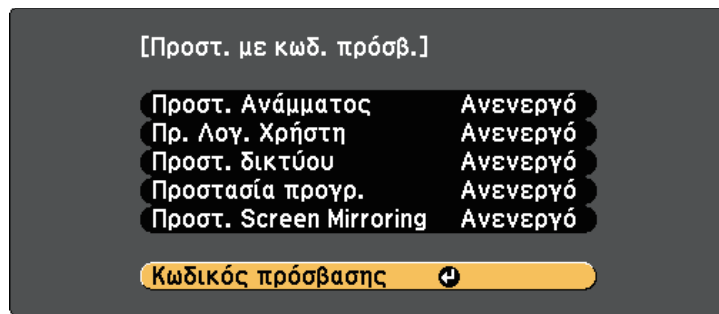 [Προστ. με κωδ. πρόσβ.]
Προστ. Ανάμματος Ανενεργό
Πρ. Λογ. Χρήστη Ανενεργό
Προστ. δικτύου Ανενεργό
Προστασία προγρ. Ανενεργό
Προστ. Screen Mirroring Ανενεργό
Κωδικός πρόσβασης